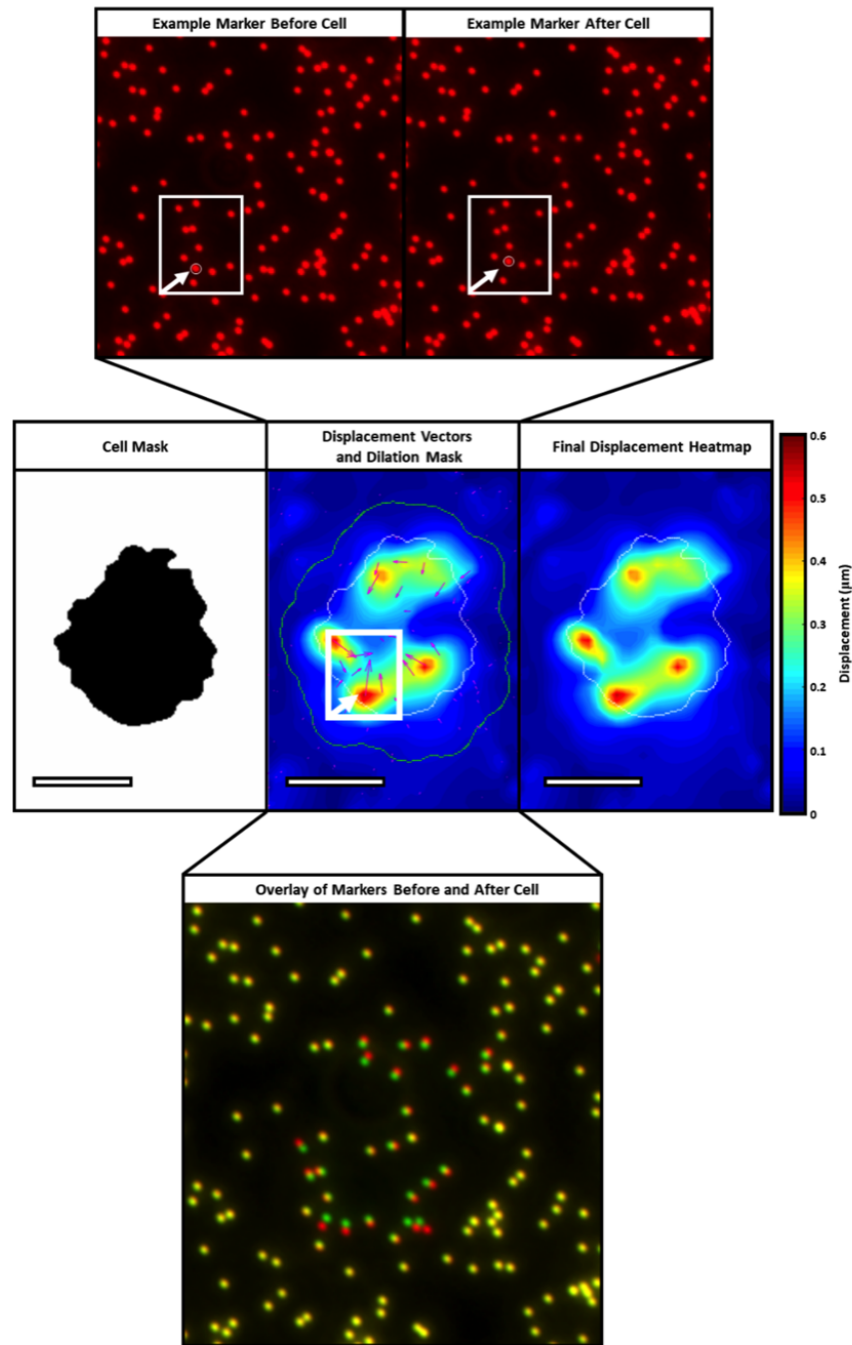 Example Marker Before Cell
Example Marker After Cell
Cell Mask
Displacement Vectors
and Dilation Mask
Final Displacement Heatmap
0.6
0.5
0.4
0.3
0.2
0.1
0
Displacement (μm)
Overlay of Markers Before and After Cell